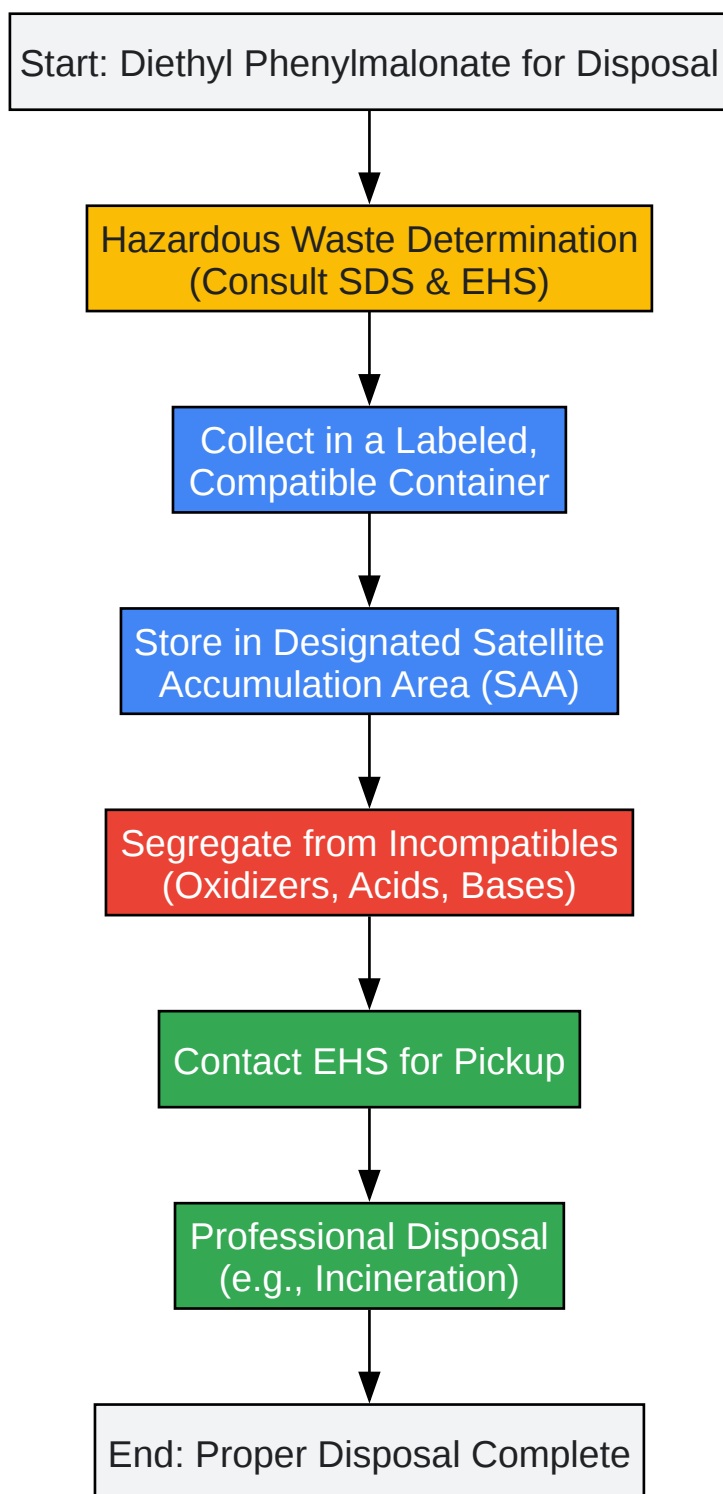 Start: Diethyl Phenylmalonate for Disposal
Hazardous Waste Determination
(Consult SDS & EHS)
Collect in a Labeled,
Compatible Container
Store in Designated Satellite
Accumulation Area (SAA)
Segregate from Incompatibles
(Oxidizers, Acids, Bases)
Contact EHS for Pickup
Professional Disposal
(e.g., Incineration)
End: Proper Disposal Complete